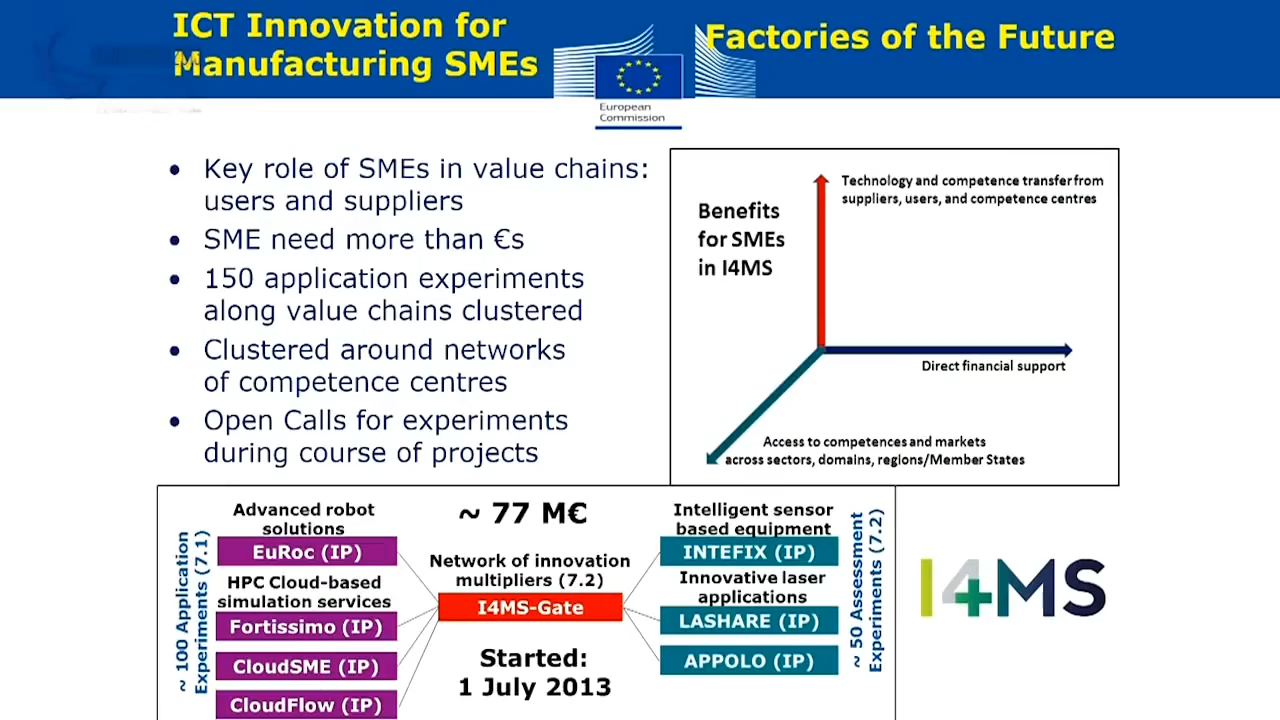 ICT Innovation for
Manufacturing SMEs
Factories of the Future
European
Commission
• Key role of SMEs in value chains:
users and suppliers
• SME need more than €s
• 150 application experiments
along value chains clustered
• Clustered around networks
of competence centres
• Open Calls for experiments
during course of projects
Benefits
for SMEs
in I4MS
Technology and competence transfer from
suppliers, users, and competence centres
Direct financial support
Access to competences and markets
across sectors, domains, regions/Member States
~ 100 Application
Experiments (7.1)
Advanced robot
solutions
EuRoc (IP)
HPC Cloud-based
simulation services
Fortissimo (IP)
CloudSME (IP)
CloudFlow (IP)
~ 77 M€
Network of innovation
multipliers (7.2)
I4MS-Gate
Started:
1 July 2013
Intelligent sensor
based equipment
INTEFIX (IP)
Innovative laser
applications
LASHARE (IP)
APPOLO (IP)
~ 50 Assessment
Experiments (7.2)
I4MS